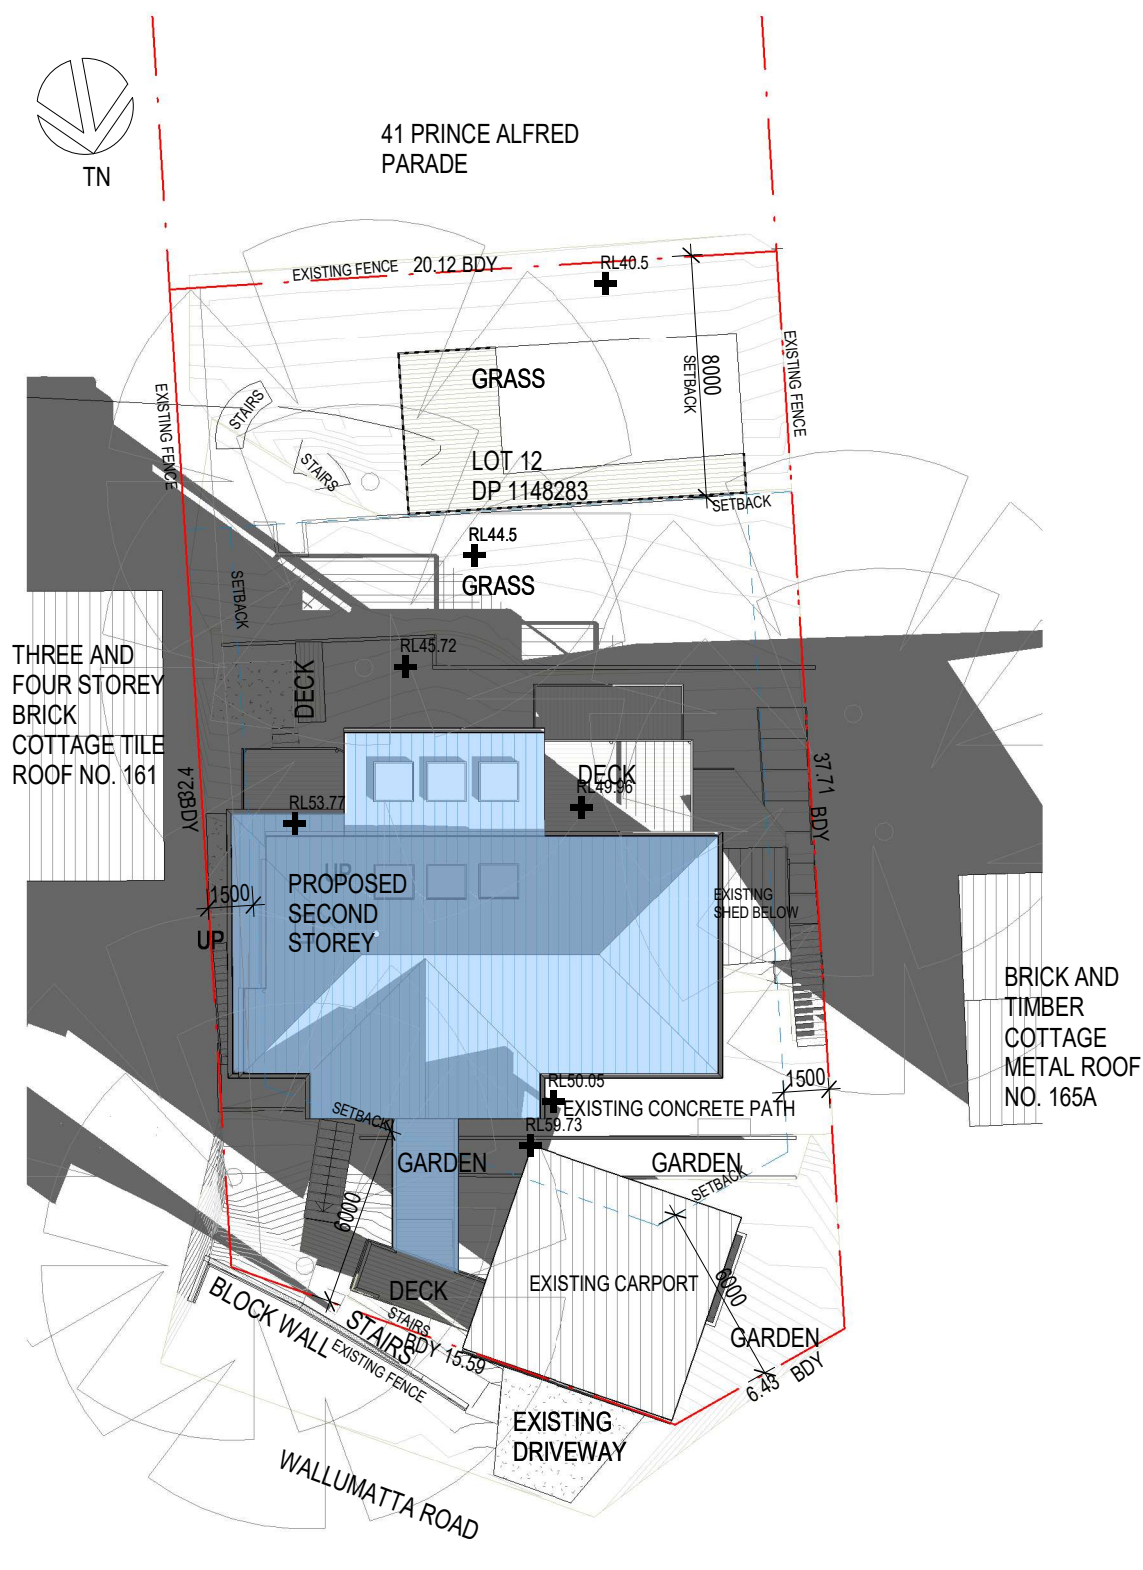 41 PRINCE ALFRED
PARADE
TN
EXISTING FENCE
20.12 BDY
RL40.5
EXISTING FENCE
8000
SETBACK
GRASS
EXISTING FENCE
STAIRS
STAIRS
LOT 12
DP 1148283
SETBACK
RL44.5
GRASS
SETBACK
RL45.72
DECK
THREE AND
FOUR STOREY
BRICK
COTTAGE TILE
ROOF NO. 161
32.4
BDY
37.71
BDY
DECK
RL49.96
RL53.77
UP
PROPOSED
SECOND
STOREY
1500
UP
EXISTING
SHED BELOW
BRICK AND
TIMBER
COTTAGE
METAL ROOF
NO. 165A
1500
RL50.05
EXISTING CONCRETE PATH
SETBACK
RL59.73
GARDEN
GARDEN
SETBACK
6000
DECK
EXISTING CARPORT
6000
GARDEN
BLOCK WALL
STAIRS
STAIRS
BDY 15.59
EXISTING FENCE
6.43 BDY
EXISTING
DRIVEWAY
WALLUMATTA ROAD